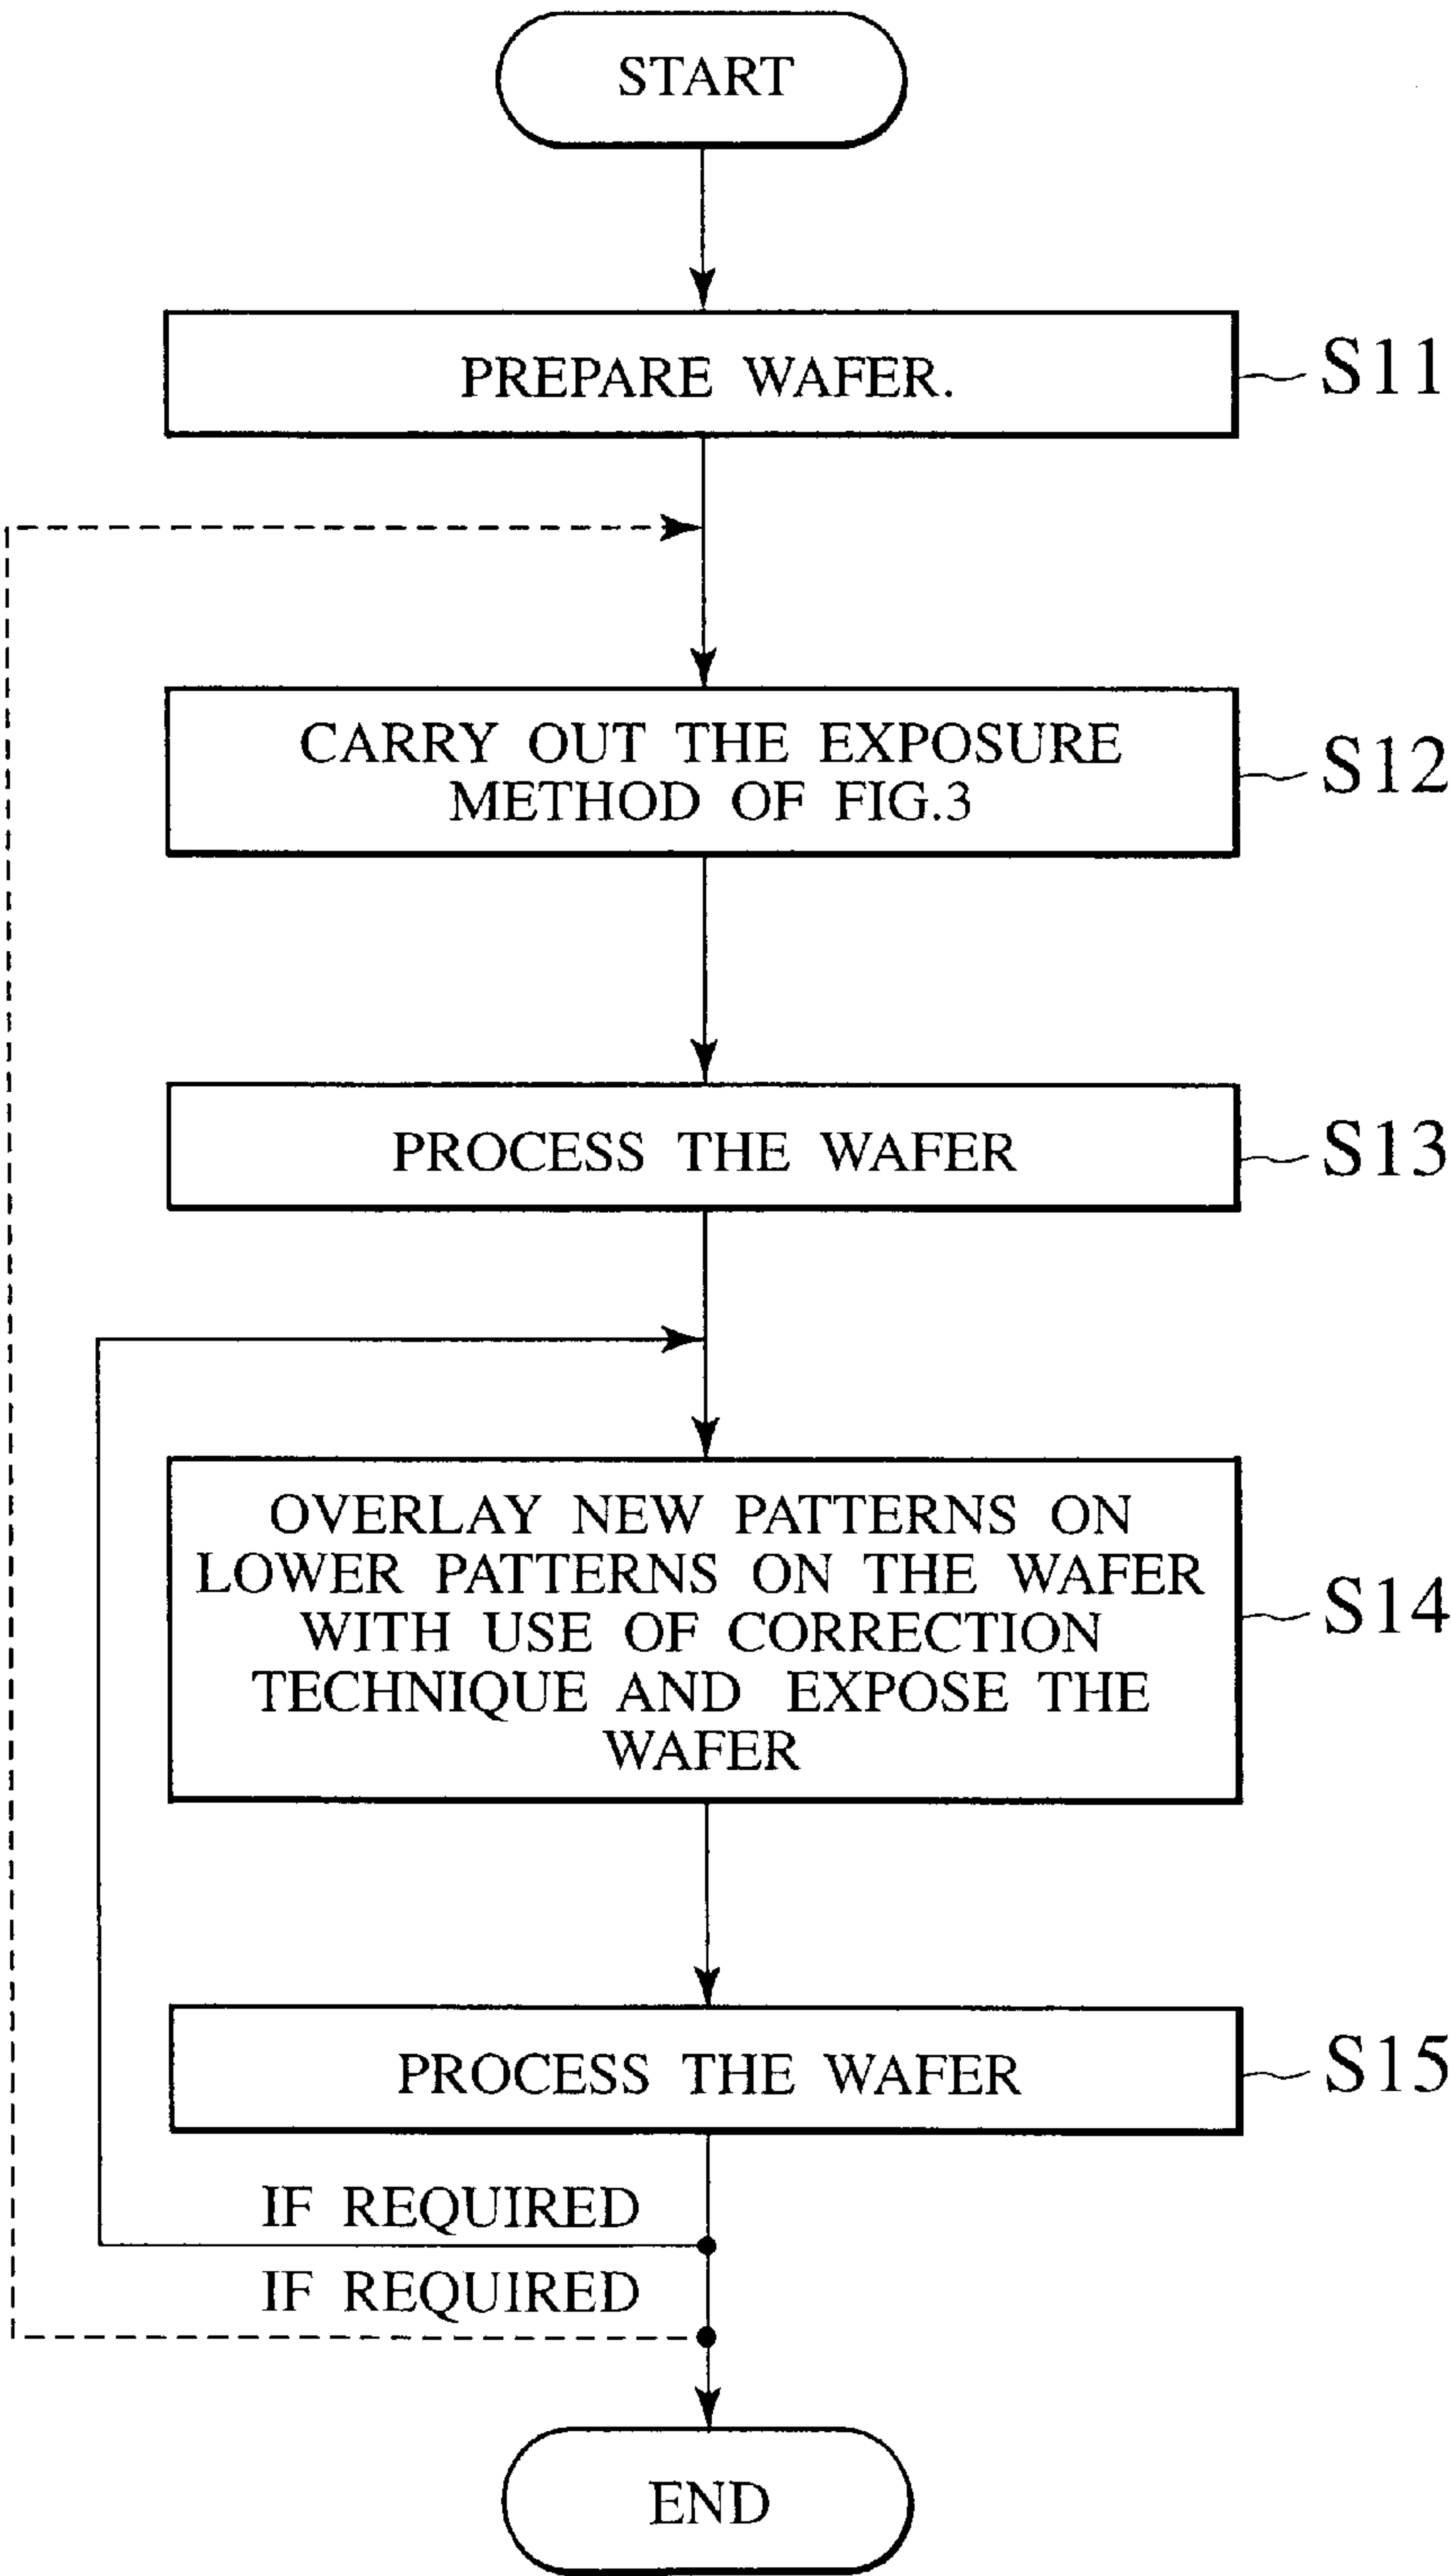 START
PREPARE WAFER.
S11
CARRY OUT THE EXPOSURE
METHOD OF FIG.3
S12
PROCESS THE WAFER
S13
OVERLAY NEW PATTERNS ON
LOWER PATTERNS ON THE WAFER
WITH USE OF CORRECTION
TECHNIQUE AND EXPOSE THE
WAFER
S14
PROCESS THE WAFER
S15
IF REQUIRED
IF REQUIRED
END